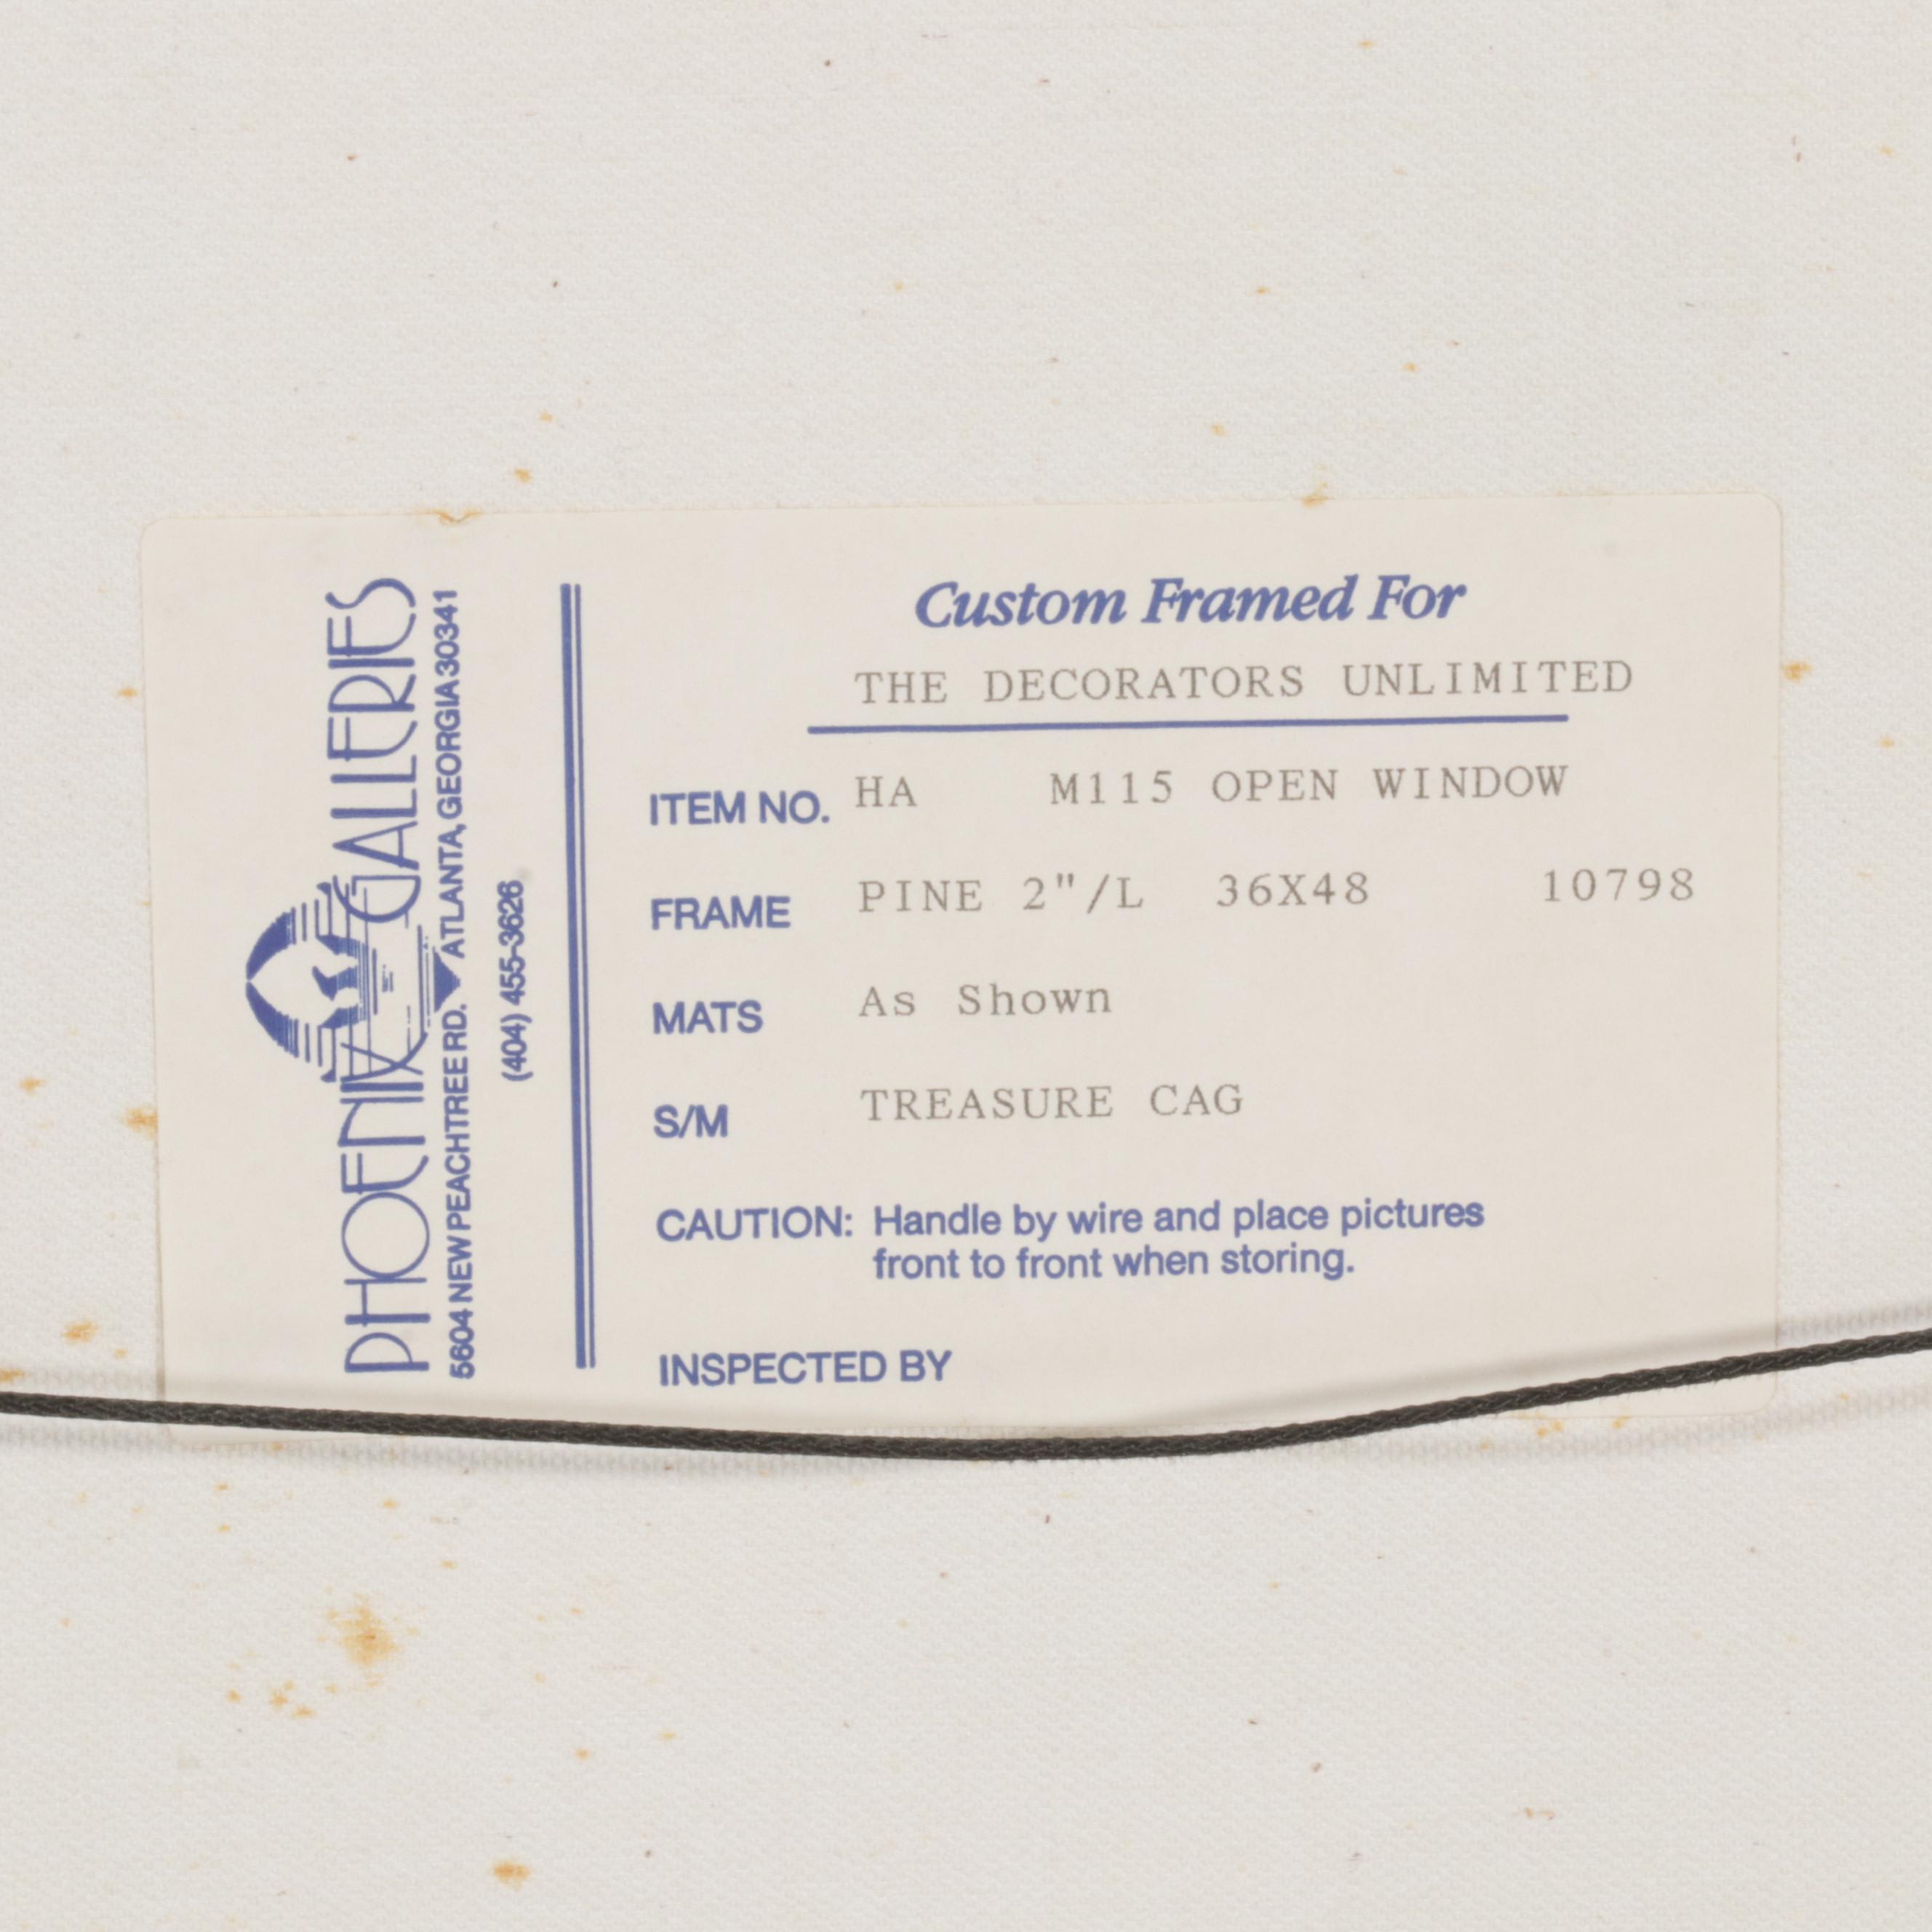 PHOENIX GALLERIES
5604 NEW PEACHTREE RD. ATLANTA, GEORGIA 30341
(404) 455-3626
Custom Framed For
THE DECORATORS UNLIMITED
ITEM NO. HA M115 OPEN WINDOW
FRAME PINE 2"/L 36X48 10798
MATS As Shown
S/M TREASURE CAG
CAUTION: Handle by wire and place pictures
front to front when storing.
INSPECTED BY